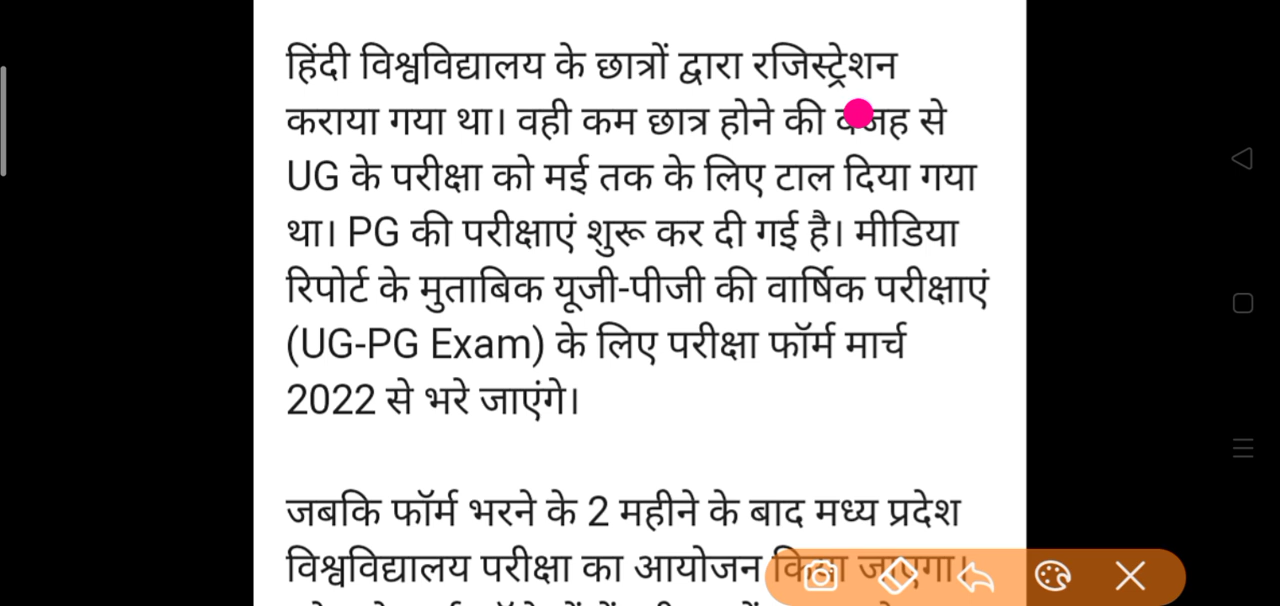 हिंदी विश्वविद्यालय के छात्रों द्वारा रजिस्ट्रेशन
कराया गया था। वही कम छात्र होने की वजह से
UG के परीक्षा को मई तक के लिए टाल दिया गया
था। PG की परीक्षाएं शुरू कर दी गई है। मीडिया
रिपोर्ट के मुताबिक यूजी-पीजी की वार्षिक परीक्षाएं
(UG-PG Exam) के लिए परीक्षा फॉर्म मार्च
2022 से भरे जाएंगे।
जबकि फॉर्म भरने के 2 महीने के बाद मध्य प्रदेश
विश्वविद्यालय परीक्षा का आयोजन किया जाएगा।